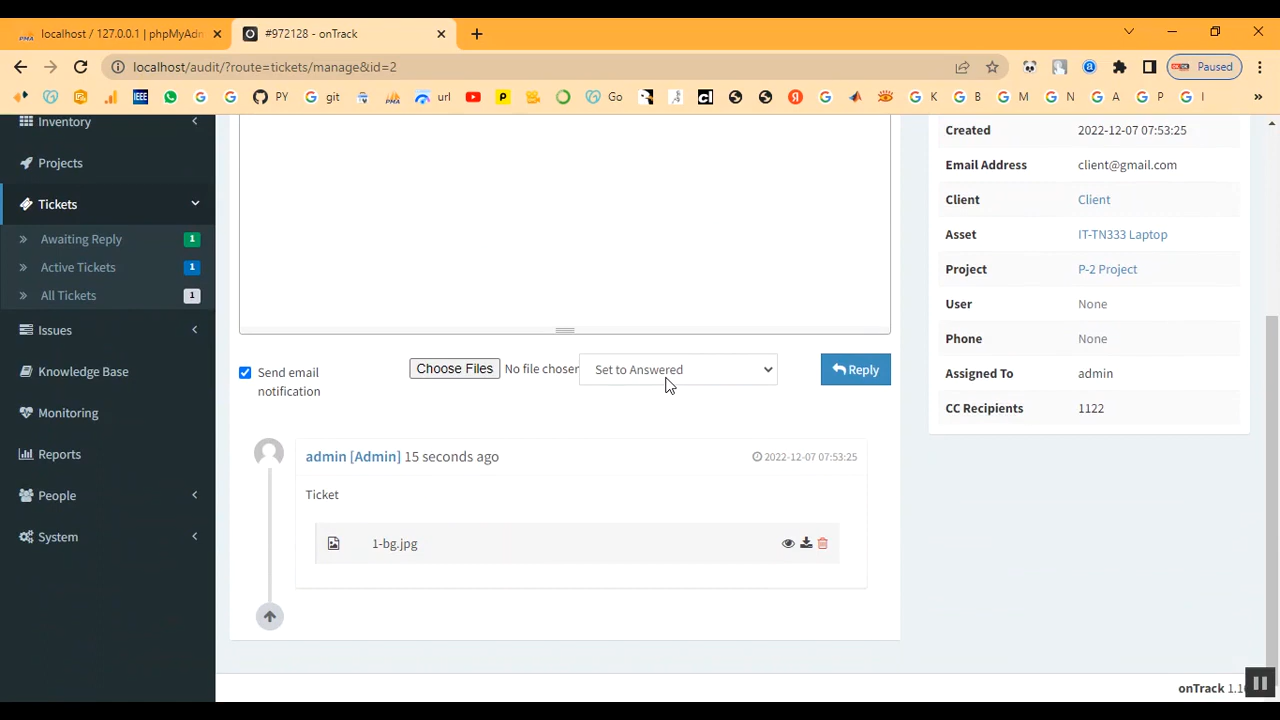 localhost / 127.0.0.1 | phpMyAdn
#972128 - onTrack
localhost/audit/?route=tickets/manage&id=2
Paused
IEEE
PY
git
url
Go
K
B
M
N
A
P
I
Inventory
Projects
Tickets
Awaiting Reply 1
Active Tickets 1
All Tickets 1
Issues
Knowledge Base
Monitoring
Reports
People
System
Send email
notification
Choose Files No file chosen
Set to Answered
Reply
admin [Admin] 15 seconds ago
2022-12-07 07:53:25
Ticket
1-bg.jpg
Created 2022-12-07 07:53:25
Email Address client@gmail.com
Client Client
Asset IT-TN333 Laptop
Project P-2 Project
User None
Phone None
Assigned To admin
CC Recipients 1122
onTrack